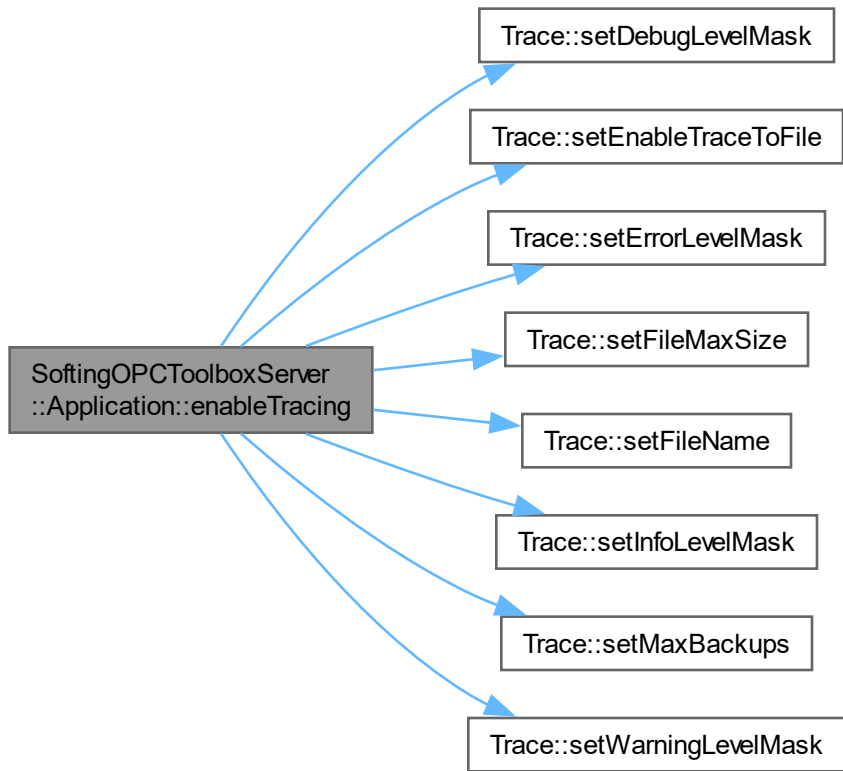 Trace::setDebugLevelMask
Trace::setEnableTraceToFile
Trace::setErrorLevelMask
Trace::setFileMaxSize
SoftingOPCToolboxServer
::Application::enableTracing
Trace::setFileName
Trace::setInfoLevelMask
Trace::setMaxBackups
Trace::setWarningLevelMask